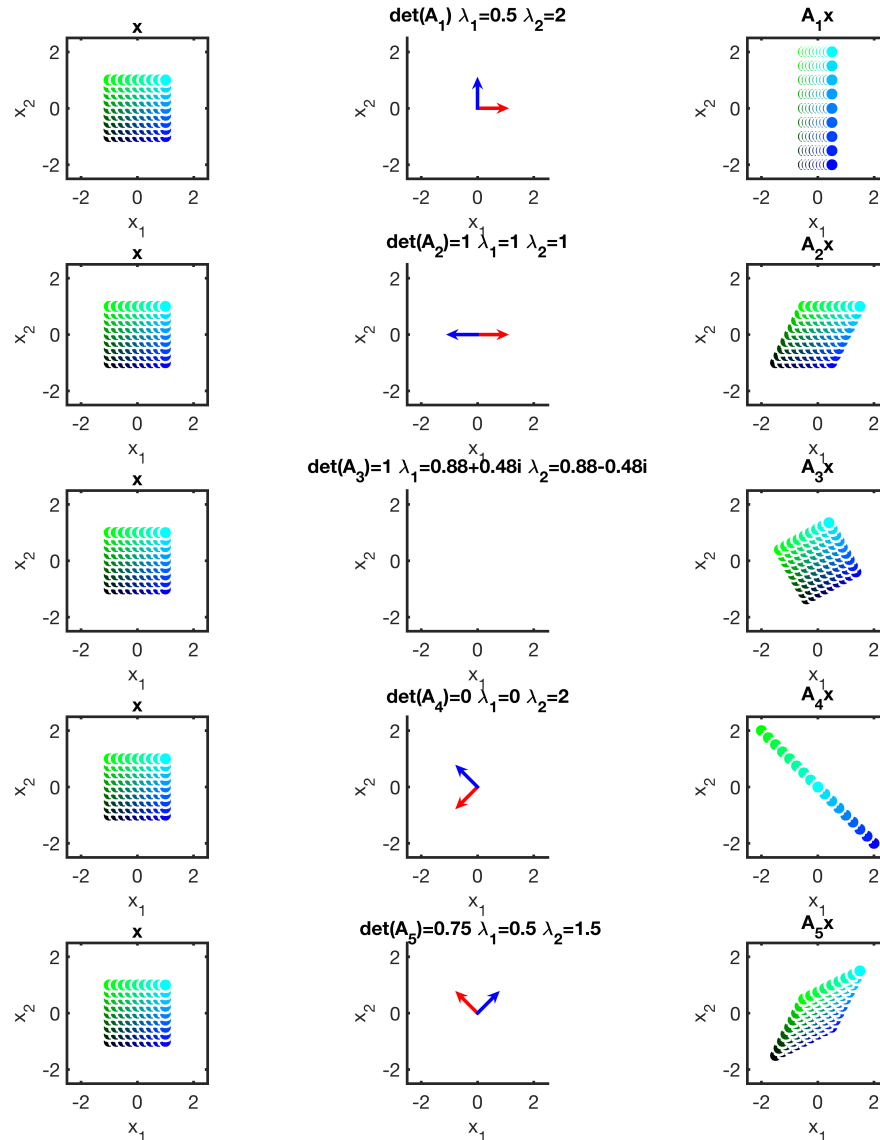 x
det(A₁) λ₁=0.5 λ₂=2
A₁x
2
0
-2
x₂
-2 0 2
x₁
2
0
-2
x₂
-2 0 2
x₁
2
0
-2
x₂
-2 0 2
x₁
x
det(A₂)=1 λ₁=1 λ₂=1
A₂x
2
0
-2
x₂
-2 0 2
x₁
2
0
-2
x₂
-2 0 2
x₁
2
0
-2
x₂
-2 0 2
x₁
x
det(A₃)=1 λ₁=0.88+0.48i λ₂=0.88-0.48i
A₃x
2
0
-2
x₂
-2 0 2
x₁
2
0
-2
x₂
-2 0 2
x₁
2
0
-2
x₂
-2 0 2
x₁
x
det(A₄)=0 λ₁=0 λ₂=2
A₄x
2
0
-2
x₂
-2 0 2
x₁
2
0
-2
x₂
-2 0 2
x₁
2
0
-2
x₂
-2 0 2
x₁
x
det(A₅)=0.75 λ₁=0.5 λ₂=1.5
A₅x
2
0
-2
x₂
-2 0 2
x₁
2
0
-2
x₂
-2 0 2
x₁
2
0
-2
x₂
-2 0 2
x₁